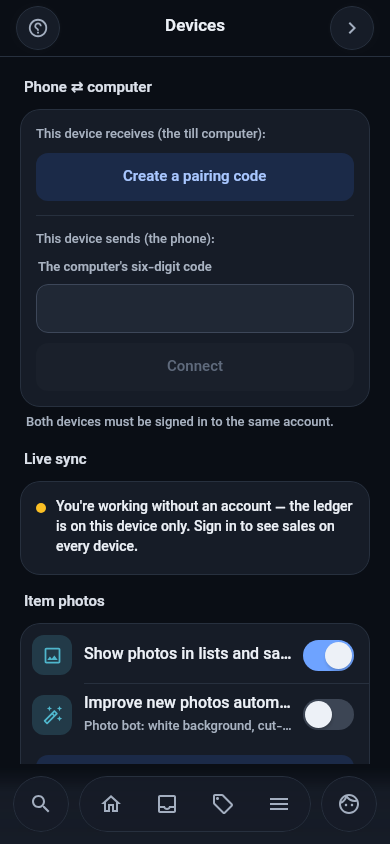 Devices
Phone ⇄ computer
This device receives (the till computer):
Create a pairing code
This device sends (the phone):
The computer's six-digit code
Connect
Both devices must be signed in to the same account.
Live sync
You're working without an account — the ledger
is on this device only. Sign in to see sales on
every device.
Item photos
Show photos in lists and sa...
Improve new photos autom...
Photo bot: white background, cut-...